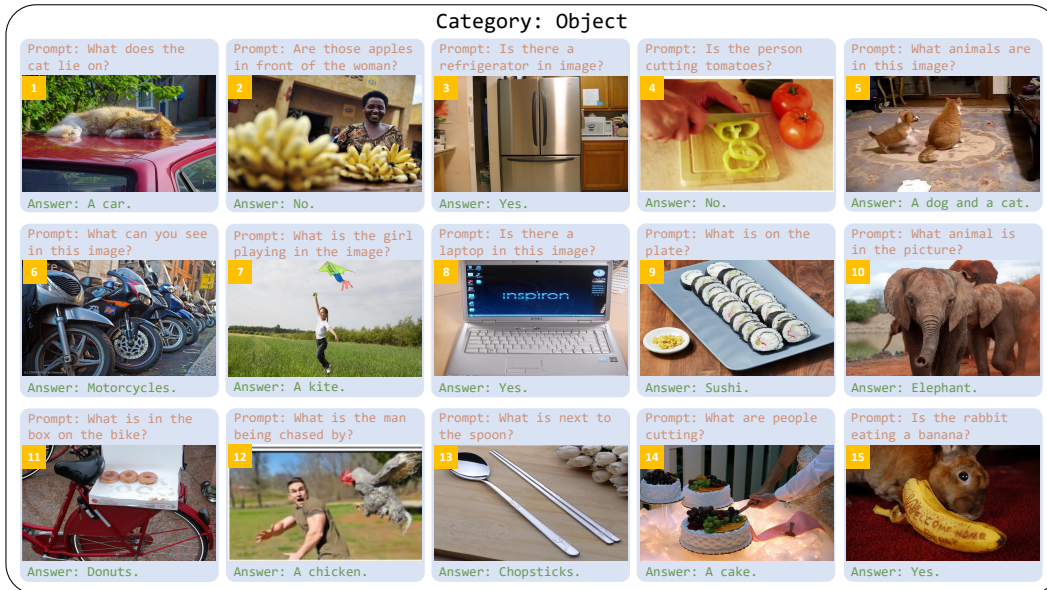 Category: Object
Prompt: What does the
cat lie on?
1
Answer: A car.
Prompt: Are those apples
in front of the woman?
2
Answer: No.
Prompt: Is there a
refrigerator in image?
3
Answer: Yes.
Prompt: Is the person
cutting tomatoes?
4
Answer: No.
Prompt: What animals are
in this image?
5
Answer: A dog and a cat.
Prompt: What can you see
in this image?
6
Answer: Motorcycles.
Prompt: What is the girl
playing in the image?
7
Answer: A kite.
Prompt: Is there a
laptop in this image?
8
inspiron
Answer: Yes.
Prompt: What is on the
plate?
9
Answer: Sushi.
Prompt: What animal is
in the picture?
10
Answer: Elephant.
Prompt: What is in the
box on the bike?
11
Answer: Donuts.
Prompt: What is the man
being chased by?
12
Answer: A chicken.
Prompt: What is next to
the spoon?
13
Answer: Chopsticks.
Prompt: What are people
cutting?
14
Answer: A cake.
Prompt: Is the rabbit
eating a banana?
15
WELCOME HOME
Answer: Yes.